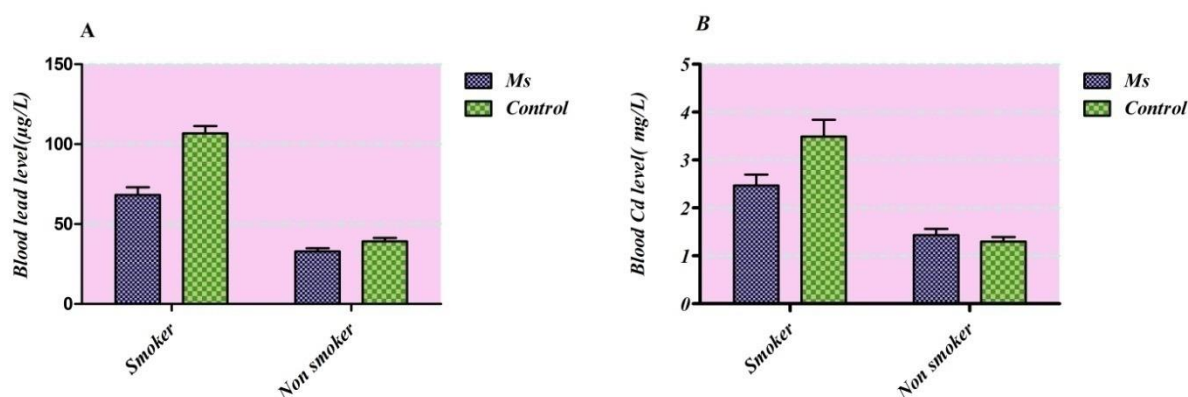 A
Blood lead level(µg/L)
150
100
50
0
Smoker
Non smoker
Ms
Control
B
Blood Cd level( mg/L)
5
4
3
2
1
0
Smoker
Non smoker
Ms
Control